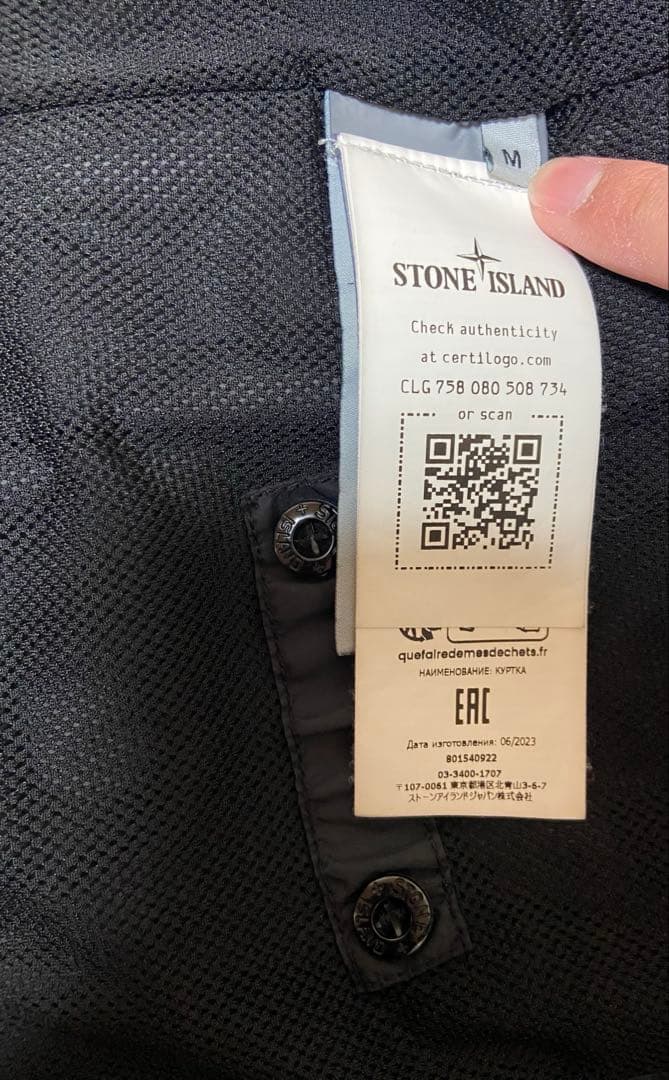 M
STONE ISLAND
Check authenticity
at certilogo.com
CLG 758 080 508 734
or scan
quefairedemesdechets.fr
НАИМЕНОВАНИЕ: КУРТКА
EAC
Дата изготовления: 06/2023
801540922
03-3400-1707
〒107-0061 東京都港区北青山3-6-7
ストーンアイランドジャパン株式会社